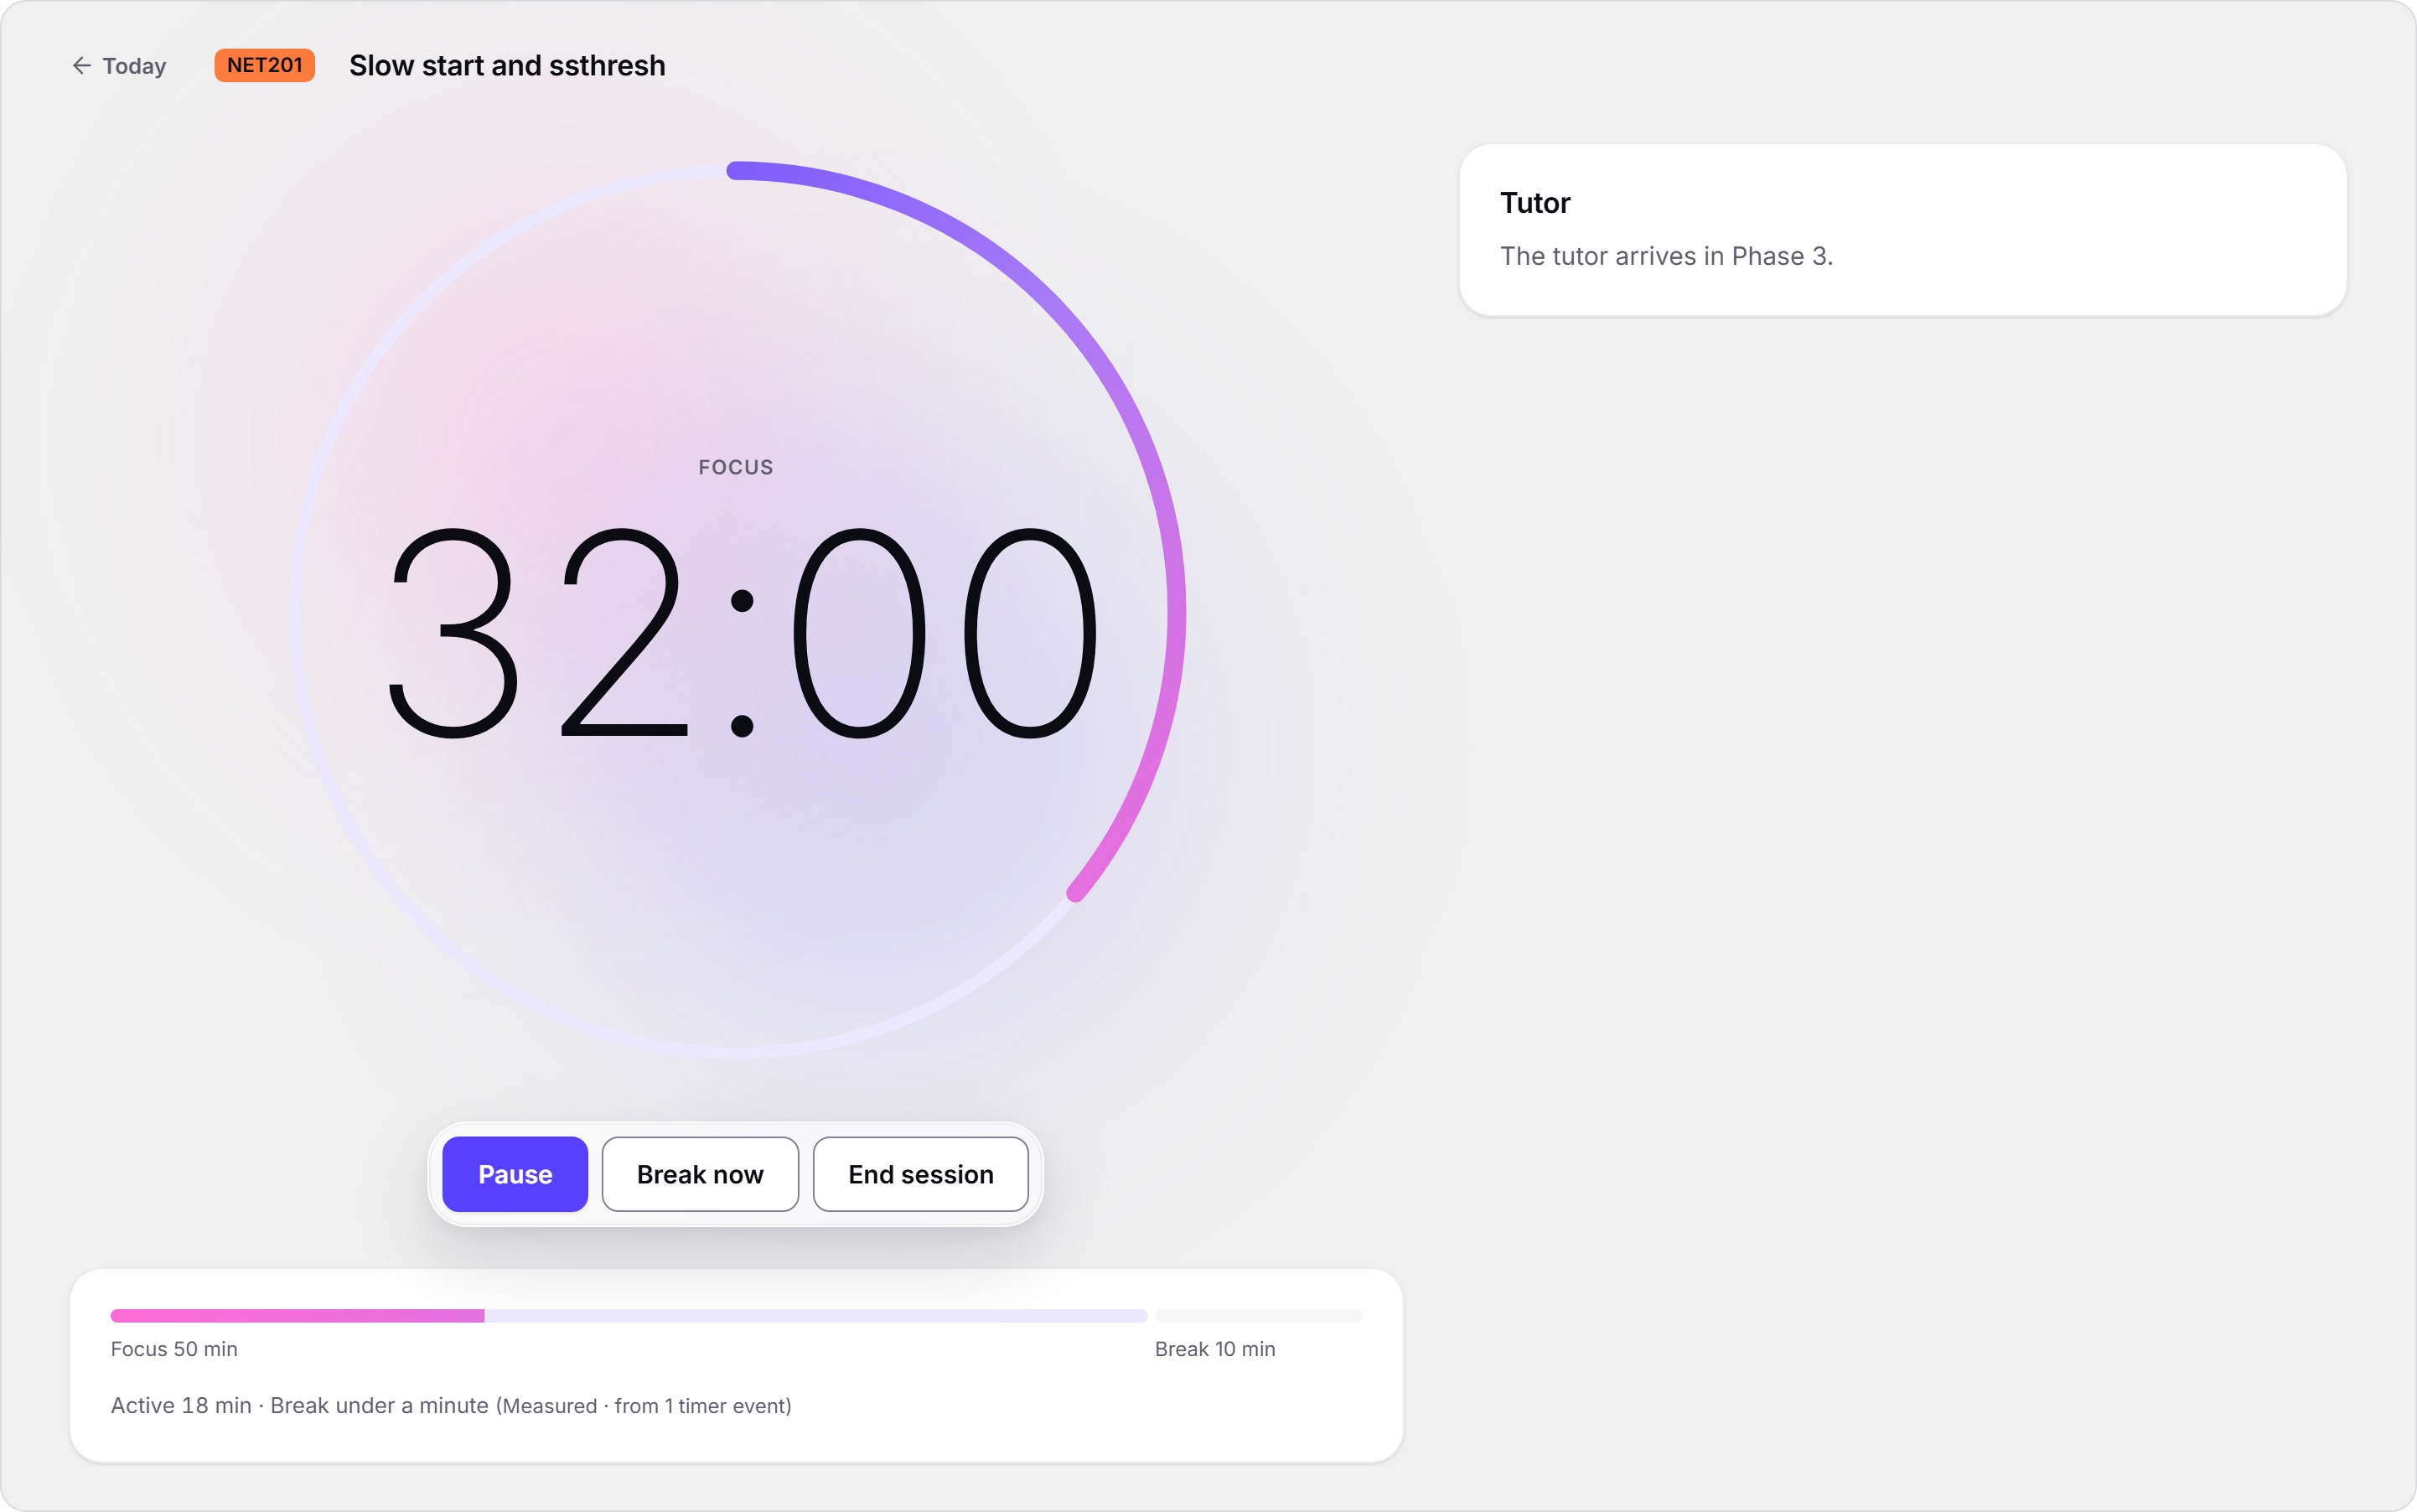 ← Today NET201 Slow start and ssthresh
Tutor
The tutor arrives in Phase 3.
FOCUS
32:00
Pause Break now End session
Focus 50 min Break 10 min
Active 18 min · Break under a minute (Measured · from 1 timer event)